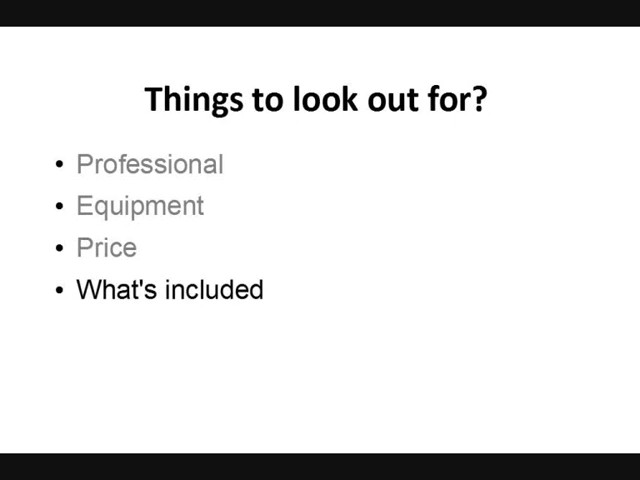 Things to look out for?
• Professional
• Equipment
• Price
• What's included